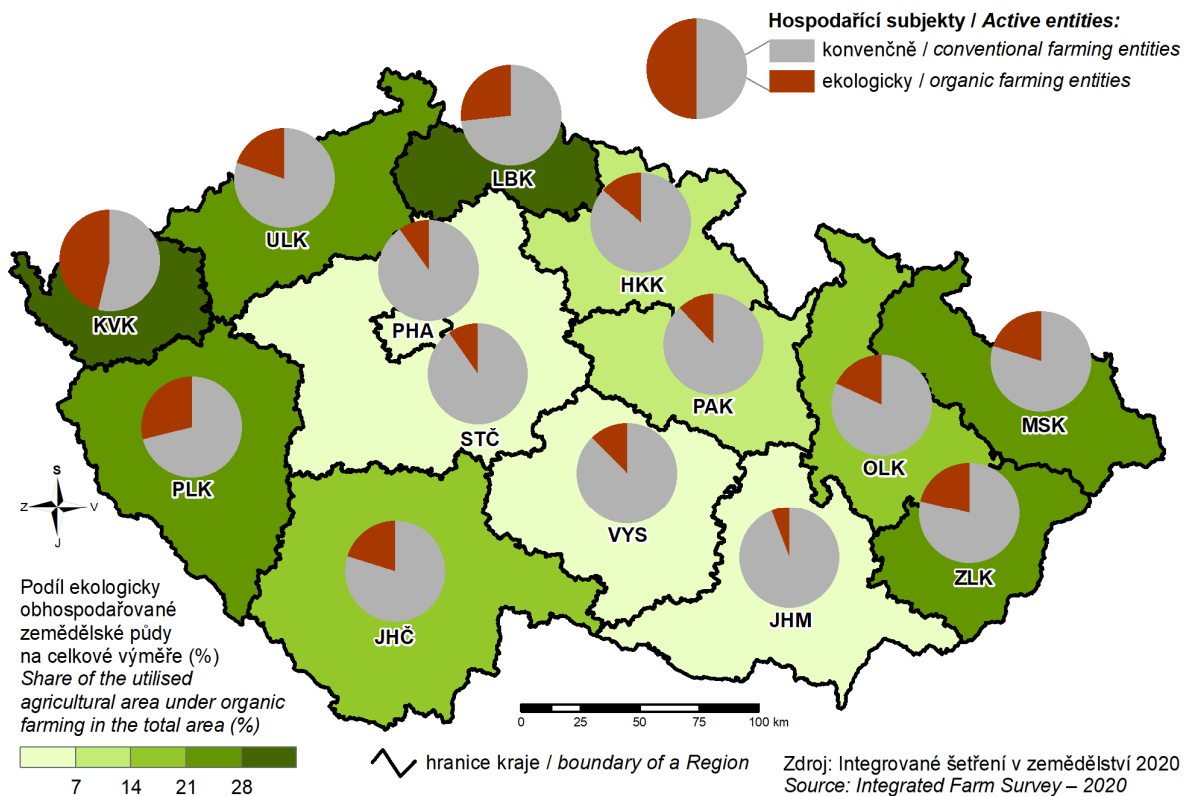 Hospodařící subjekty / Active entities:
konvenčně / conventional farming entities
ekologicky / organic farming entities
LBK
ULK
HKK
KVK
PHA
PAK
STČ
MSK
OLK
PLK
S
Z
V
J
VYS
ZLK
JHM
JHČ
Podíl ekologicky
obhospodařované
zemědělské půdy
na celkové výměře (%)
Share of the utilised
agricultural area under organic
farming in the total area (%)
7 14 21 28
0 25 50 75 100 km
hranice kraje / boundary of a Region
Zdroj: Integrované šetření v zemědělství 2020
Source: Integrated Farm Survey – 2020